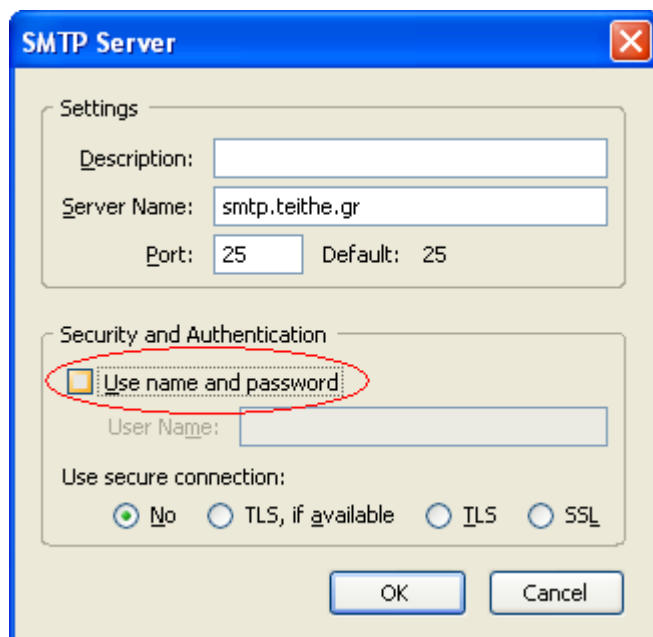 SMTP Server
Settings
Description:
Server Name: smtp.teithe.gr
Port: 25 Default: 25
Security and Authentication
Use name and password
User Name:
Use secure connection:
No TLS, if available TLS SSL
OK Cancel